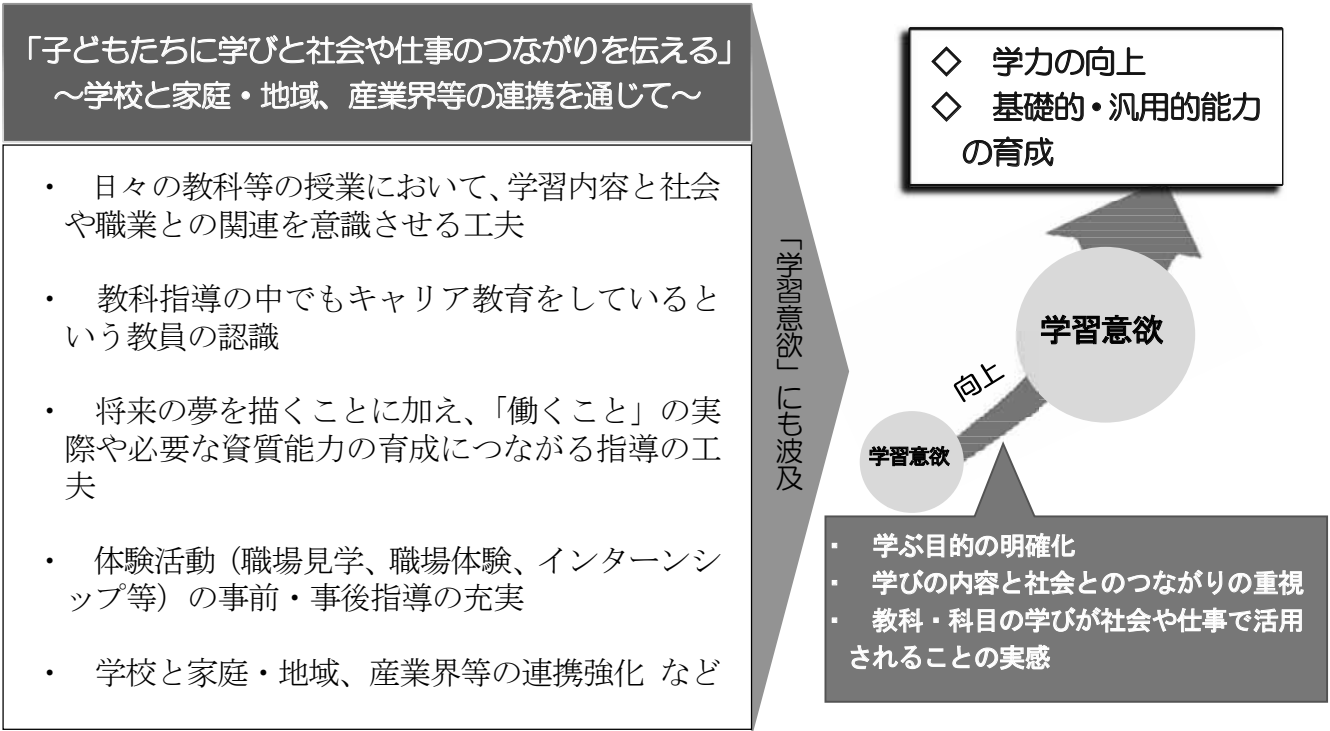 「子どもたちに学びと社会や仕事のつながりを伝える」
～学校と家庭・地域、産業界等の連携を通じて～
・　日々の教科等の授業において、学習内容と社会
や職業との関連を意識させる工夫
・　教科指導の中でもキャリア教育をしていると
いう教員の認識
・　将来の夢を描くことに加え、「働くこと」の実
際や必要な資質能力の育成につながる指導の工
夫
・　体験活動（職場見学、職場体験、インターンシ
ップ等）の事前・事後指導の充実
・　学校と家庭・地域、産業界等の連携強化 など
「学習意欲」にも波及
◇　学力の向上
◇　基礎的・汎用的能力
の育成
学習意欲
向上
学習意欲
・　学ぶ目的の明確化
・　学びの内容と社会とのつながりの重視
・　教科・科目の学びが社会や仕事で活用
されることの実感